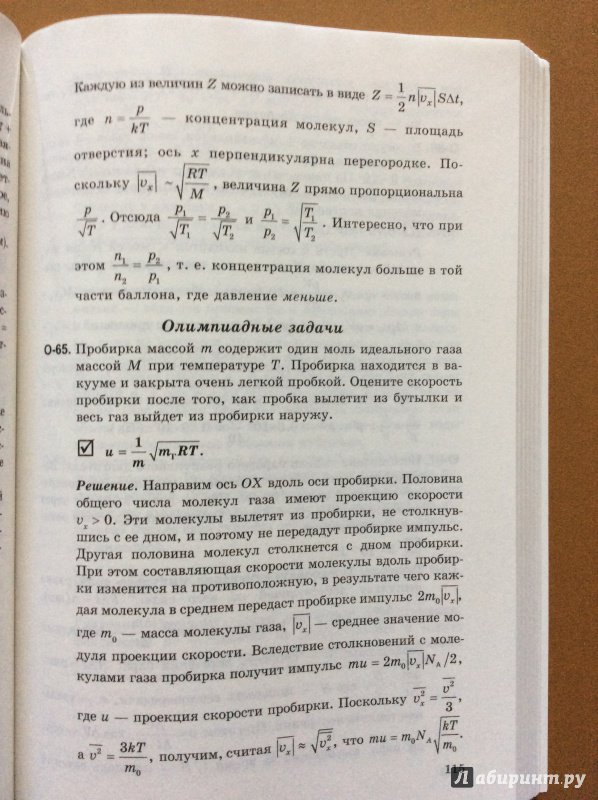 Каждую из величин Z можно записать в виде Z = 1/2 n|v_x|SΔt,
где n = p/kT — концентрация молекул, S — площадь
отверстия; ось x перпендикулярна перегородке. По-
скольку |v_x| ~ √(RT/M), величина Z прямо пропорциональна
p/√T. Отсюда p₁/√T₁ = p₂/√T₂ и p₁/p₂ = √(T₁/T₂). Интересно, что при
этом n₁/n₂ = p₂/p₁, т. е. концентрация молекул больше в той
части баллона, где давление меньше.
Олимпиадные задачи
О-65. Пробирка массой m содержит один моль идеального газа
массой M при температуре T. Пробирка находится в ва-
кууме и закрыта очень легкой пробкой. Оцените скорость
пробирки после того, как пробка вылетит из бутылки и
весь газ выйдет из пробирки наружу.
☑ u = 1/m √(m_г RT).
Решение. Направим ось OX вдоль оси пробирки. Половина
общего числа молекул газа имеют проекцию скорости
v_x > 0. Эти молекулы вылетят из пробирки, не столкнув-
шись с ее дном, и поэтому не передадут пробирке импульс.
Другая половина молекул столкнется с дном пробирки.
При этом составляющая скорости молекулы вдоль пробир-
ки изменится на противоположную, в результате чего каж-
дая молекула в среднем передаст пробирке импульс 2m₀|v_x|,
где m₀ — масса молекулы газа, |v_x| — среднее значение мо-
дуля проекции скорости. Вследствие столкновений с моле-
кулами газа пробирка получит импульс mu = 2m₀|v_x|N_A/2,
где u — проекция скорости пробирки. Поскольку v_x² = v²/3,
а v² = 3kT/m₀, получим, считая |v_x| ≈ √v_x², что mu = m₀N_A√(kT/m₀).
Лабиринт.ру